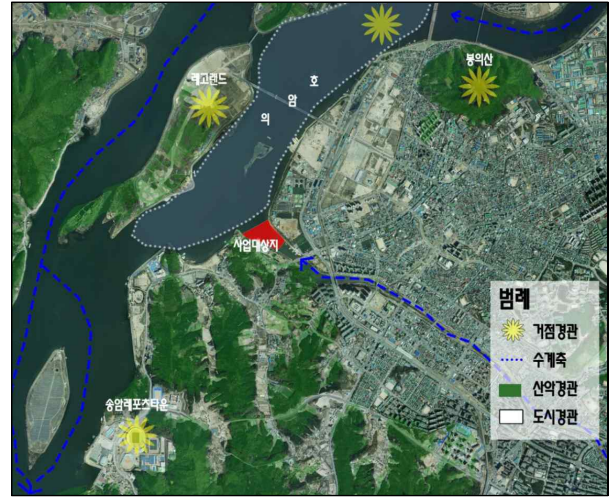 봉의산
레고랜드
호
암
의
사업대상지
송암레포츠타운
범례
거점경관
수계축
산악경관
도시경관